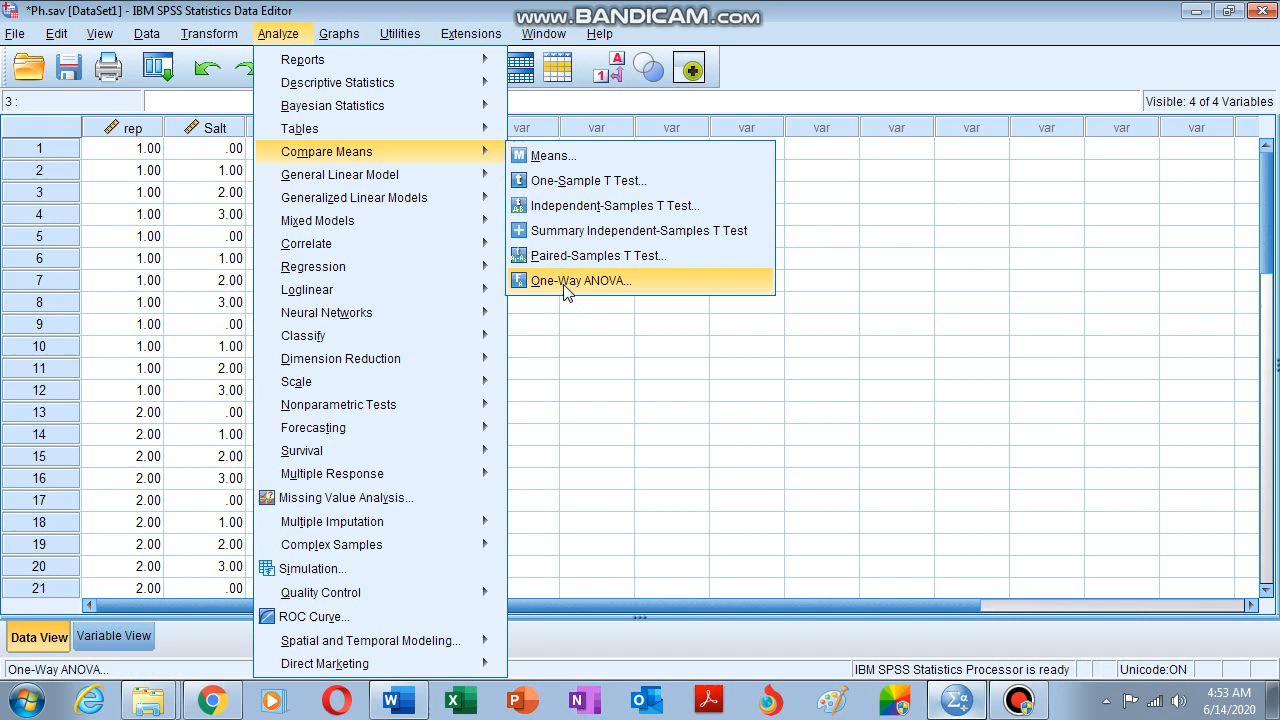 *Ph.sav [DataSet1] - IBM SPSS Statistics Data Editor
www.BANDICAM.com
File Edit View Data Transform Analyze Graphs Utilities Extensions Window Help
3 :
Visible: 4 of 4 Variables
rep Salt var var var var var var var var var
1 1.00 .00
2 1.00 1.00
3 1.00 2.00
4 1.00 3.00
5 1.00 .00
6 1.00 1.00
7 1.00 2.00
8 1.00 3.00
9 1.00 .00
10 1.00 1.00
11 1.00 2.00
12 1.00 3.00
13 2.00 .00
14 2.00 1.00
15 2.00 2.00
16 2.00 3.00
17 2.00 .00
18 2.00 1.00
19 2.00 2.00
20 2.00 3.00
21 2.00 .00
Reports
Descriptive Statistics
Bayesian Statistics
Tables
Compare Means
General Linear Model
Generalized Linear Models
Mixed Models
Correlate
Regression
Loglinear
Neural Networks
Classify
Dimension Reduction
Scale
Nonparametric Tests
Forecasting
Survival
Multiple Response
Missing Value Analysis...
Multiple Imputation
Complex Samples
Simulation...
Quality Control
ROC Curve...
Spatial and Temporal Modeling...
Direct Marketing
Means...
One-Sample T Test...
Independent-Samples T Test...
Summary Independent-Samples T Test
Paired-Samples T Test...
One-Way ANOVA...
Data View Variable View
One-Way ANOVA...
IBM SPSS Statistics Processor is ready
Unicode:ON
4:53 AM
6/14/2020